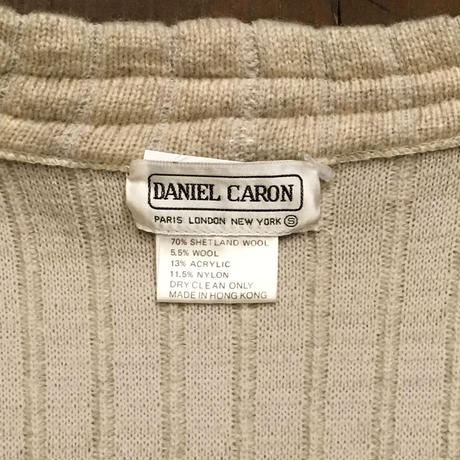 DANIEL CARON
PARIS LONDON NEW YORK S
70% SHETLAND WOOL
5.5% WOOL
13% ACRYLIC
11.5% NYLON
DRY CLEAN ONLY
MADE IN HONG KONG